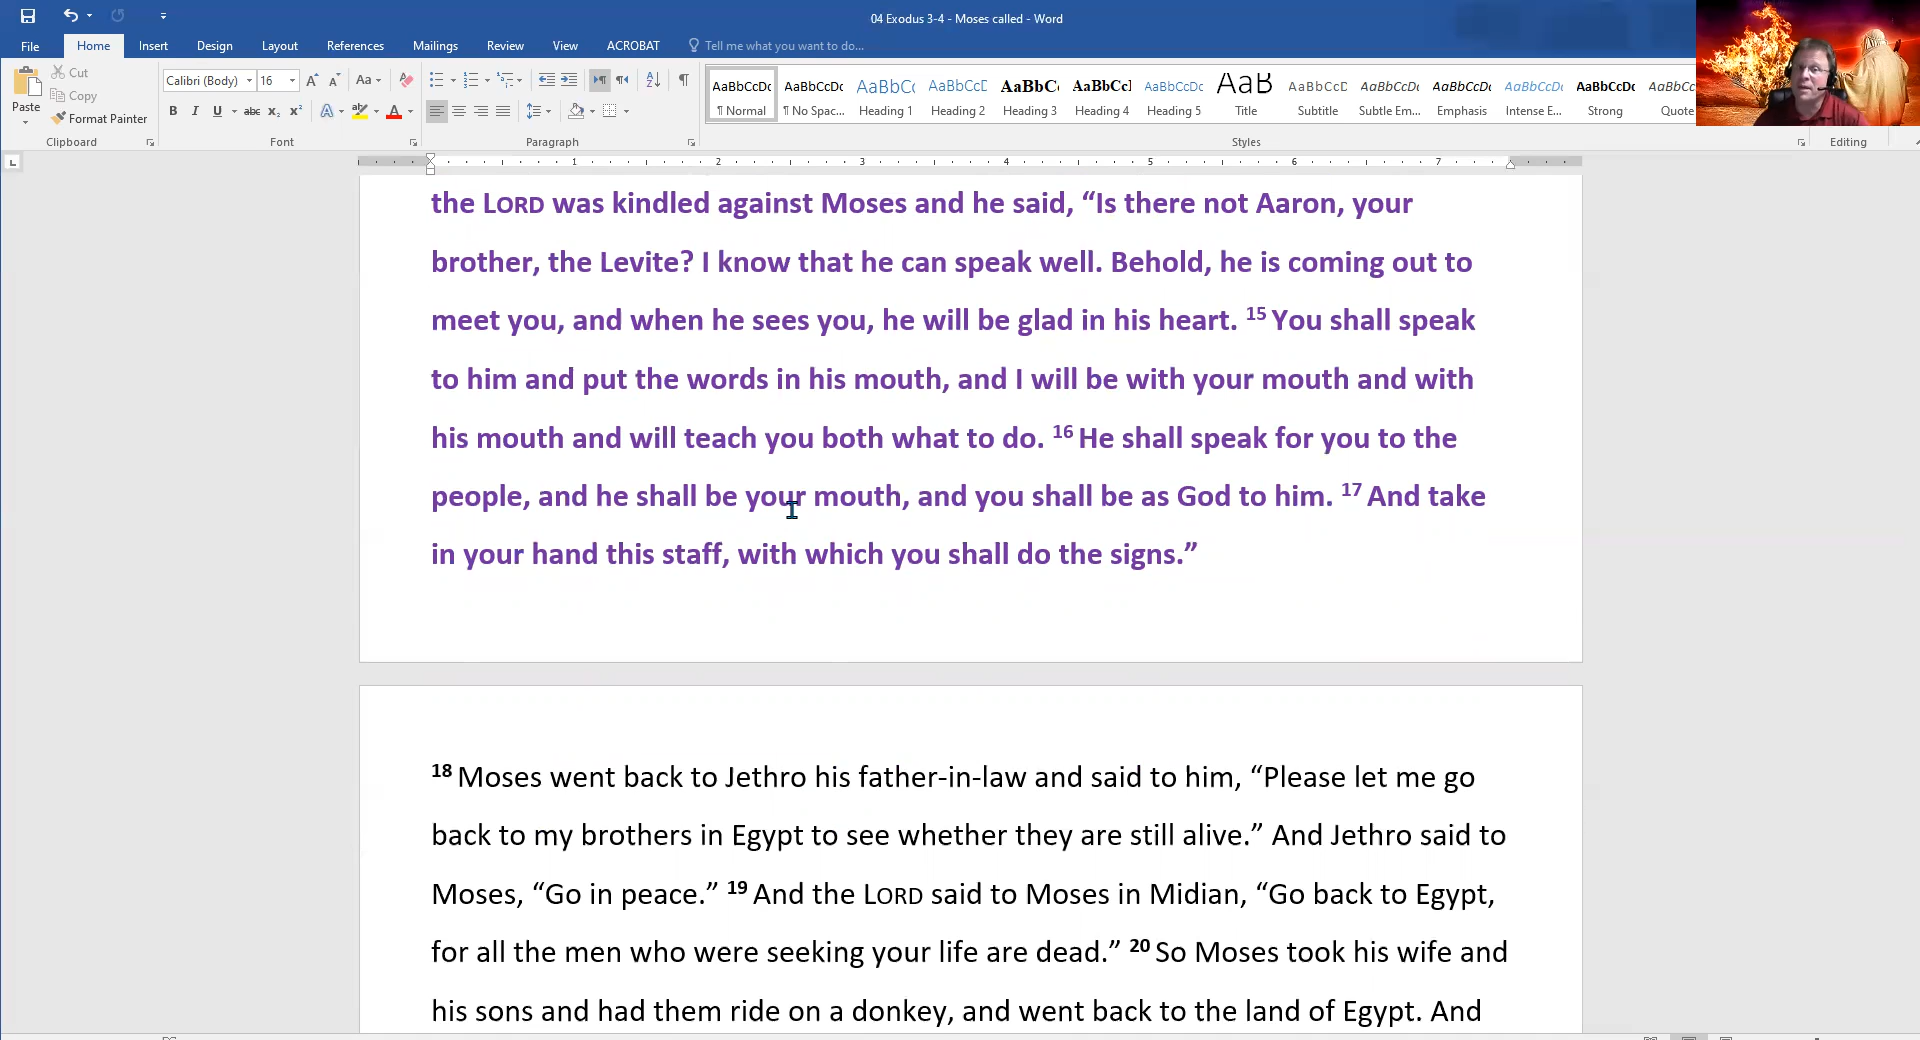 04 Exodus 3-4 - Moses called - Word
File Home Insert Design Layout References Mailings Review View ACROBAT Tell me what you want to do...
Paste Cut Copy Format Painter
Calibri (Body) 16
Aa
B I U abc x₂ x² A A
AaBbCcDc AaBbCcDc AaBbCc AaBbCcD AaBbC AaBbCc AaBbCcDc AaB AaBbCcD AaBbCcDc AaBbCcDc AaBbCcDc AaBbCcDc AaBbCcDc
¶ Normal ¶ No Spac... Heading 1 Heading 2 Heading 3 Heading 4 Heading 5 Title Subtitle Subtle Em... Emphasis Intense E... Strong Quote
Clipboard Font Paragraph Styles Editing
1 2 3 4 5 6 7
the LORD was kindled against Moses and he said, “Is there not Aaron, your
brother, the Levite? I know that he can speak well. Behold, he is coming out to
meet you, and when he sees you, he will be glad in his heart. 15 You shall speak
to him and put the words in his mouth, and I will be with your mouth and with
his mouth and will teach you both what to do. 16 He shall speak for you to the
people, and he shall be your mouth, and you shall be as God to him. 17 And take
in your hand this staff, with which you shall do the signs.”
18 Moses went back to Jethro his father-in-law and said to him, “Please let me go
back to my brothers in Egypt to see whether they are still alive.” And Jethro said to
Moses, “Go in peace.” 19 And the LORD said to Moses in Midian, “Go back to Egypt,
for all the men who were seeking your life are dead.” 20 So Moses took his wife and
his sons and had them ride on a donkey, and went back to the land of Egypt. And